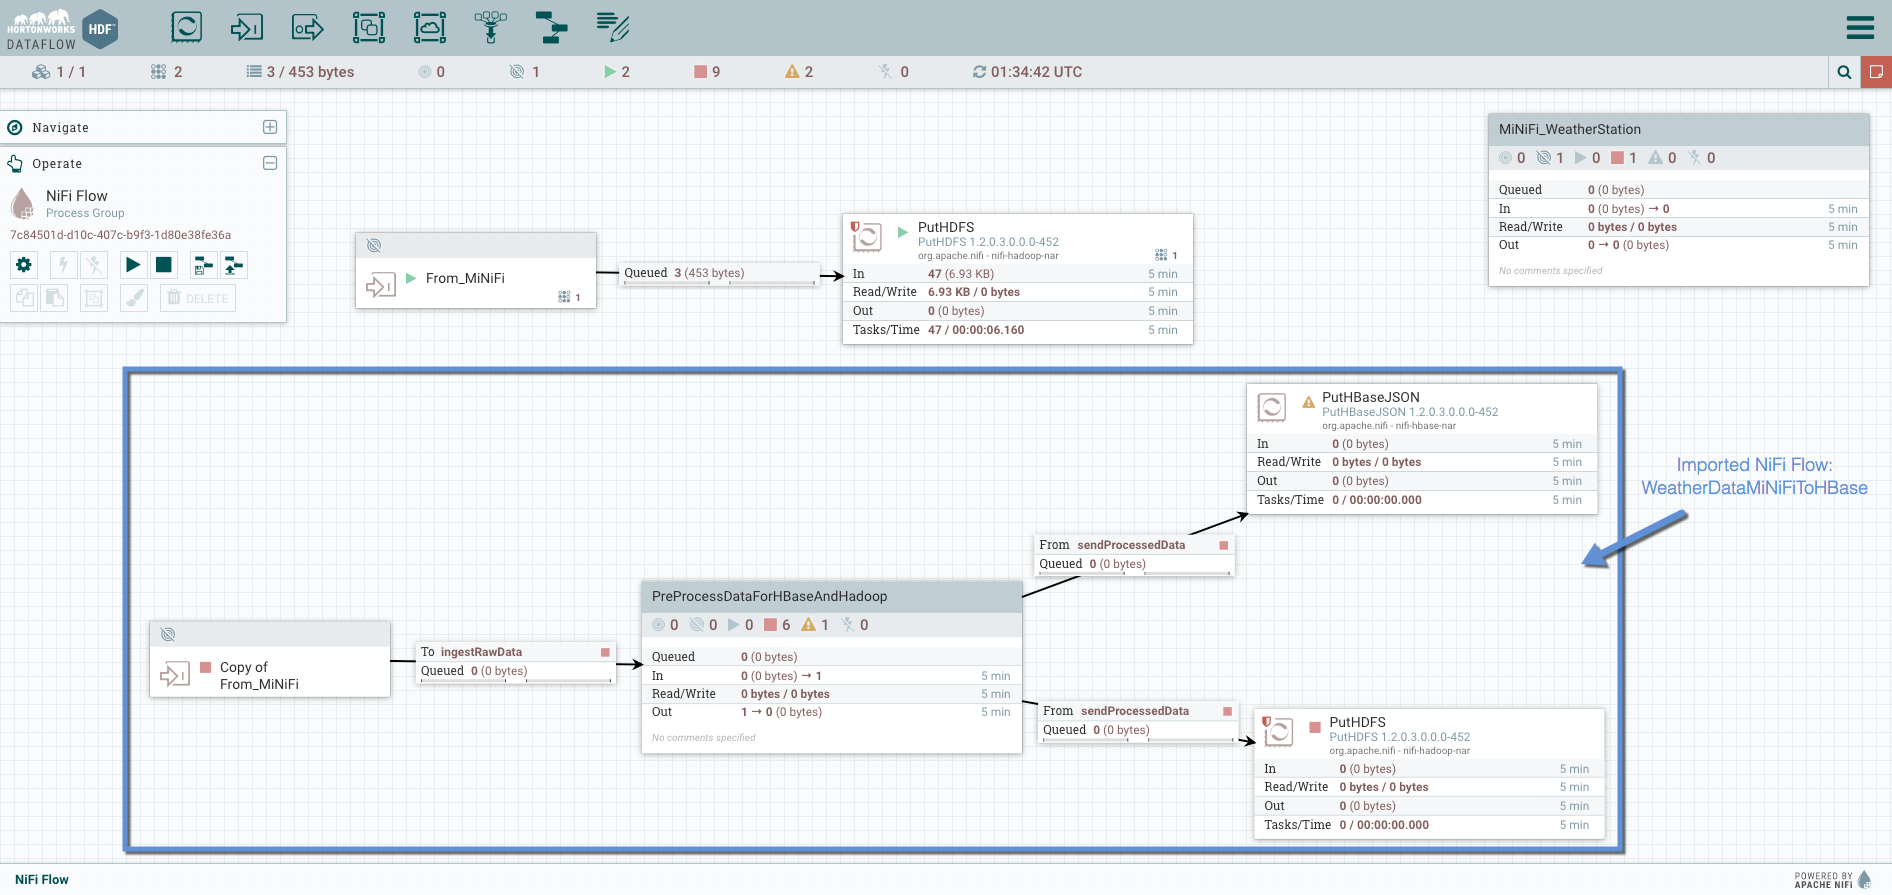 HORTONWORKS
DATAFLOW
HDF
1 / 1
2
3 / 453 bytes
0
1
2
9
2
0
01:34:42 UTC
Navigate
Operate
NiFi Flow
Process Group
7c84501d-d10c-407c-b9f3-1d80e38fe36a
DELETE
From_MiNiFi
1
Queued 3 (453 bytes)
PutHDFS
PutHDFS 1.2.0.3.0.0.0-452
org.apache.nifi - nifi-hadoop-nar
1
In 47 (6.93 KB) 5 min
Read/Write 6.93 KB / 0 bytes 5 min
Out 0 (0 bytes) 5 min
Tasks/Time 47 / 00:00:06.160 5 min
MiNiFi_WeatherStation
0 1 0 1 0 0
Queued 0 (0 bytes)
In 0 (0 bytes) → 0 5 min
Read/Write 0 bytes / 0 bytes 5 min
Out 0 → 0 (0 bytes) 5 min
No comments specified
PutHBaseJSON
PutHBaseJSON 1.2.0.3.0.0.0-452
org.apache.nifi - nifi-hbase-nar
In 0 (0 bytes) 5 min
Read/Write 0 bytes / 0 bytes 5 min
Out 0 (0 bytes) 5 min
Tasks/Time 0 / 00:00:00.000 5 min
Imported NiFi Flow:
WeatherDataMiNiFiToHBase
From sendProcessedData
Queued 0 (0 bytes)
PreProcessDataForHBaseAndHadoop
0 0 0 6 1 0
Queued 0 (0 bytes)
In 0 (0 bytes) → 1 5 min
Read/Write 0 bytes / 0 bytes 5 min
Out 1 → 0 (0 bytes) 5 min
No comments specified
Copy of
From_MiNiFi
To ingestRawData
Queued 0 (0 bytes)
From sendProcessedData
Queued 0 (0 bytes)
PutHDFS
PutHDFS 1.2.0.3.0.0.0-452
org.apache.nifi - nifi-hadoop-nar
In 0 (0 bytes) 5 min
Read/Write 0 bytes / 0 bytes 5 min
Out 0 (0 bytes) 5 min
Tasks/Time 0 / 00:00:00.000 5 min
NiFi Flow
POWERED BY
APACHE NIFI